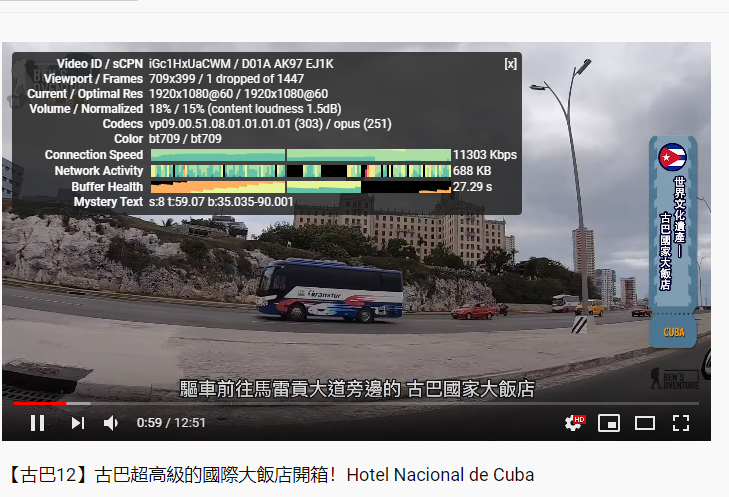 Video ID / sCPN iGc1HxUaCWM / D01A AK97 EJ1K [x]
Viewport / Frames 709x399 / 1 dropped of 1447
Current / Optimal Res 1920x1080@60 / 1920x1080@60
Volume / Normalized 18% / 15% (content loudness 1.5dB)
Codecs vp09.00.51.08.01.01.01.01 (303) / opus (251)
Color bt709 / bt709
Connection Speed 11303 Kbps
Network Activity 688 KB
Buffer Health 27.29 s
Mystery Text s:8 t:59.07 b:35.035-90.001
世界文化遺產—
古巴國家大飯店
CUBA
Transtur
BEN'S
驅車前往馬雷貢大道旁邊的 古巴國家大飯店
0:59 / 12:51
HD
【古巴12】古巴超高級的國際大飯店開箱！Hotel Nacional de Cuba